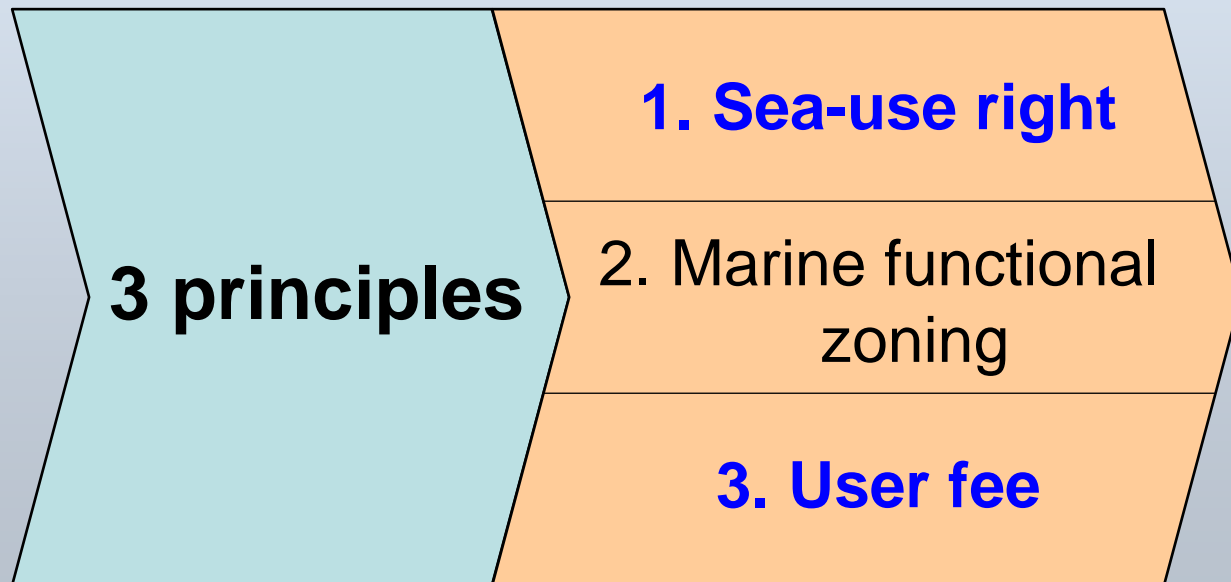 3 principles
1. Sea-use right
2. Marine functional
zoning
3. User fee